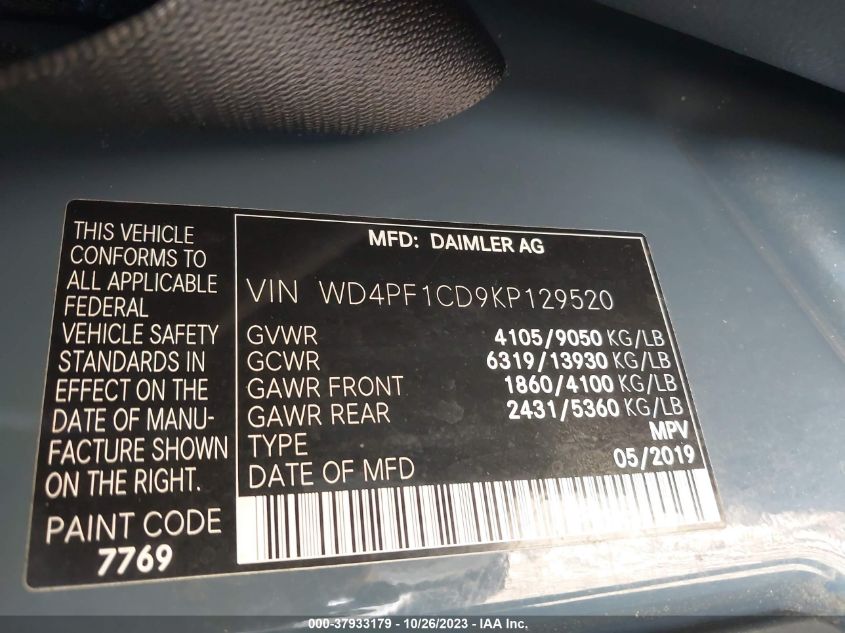 THIS VEHICLE
CONFORMS TO
ALL APPLICABLE
FEDERAL
VEHICLE SAFETY
STANDARDS IN
EFFECT ON THE
DATE OF MANU-
FACTURE SHOWN
ON THE RIGHT.
PAINT CODE
7769
MFD: DAIMLER AG
VIN WD4PF1CD9KP129520
GVWR 4105/9050 KG/LB
GCWR 6319/13930 KG/LB
GAWR FRONT 1860/4100 KG/LB
GAWR REAR 2431/5360 KG/LB
TYPE MPV
DATE OF MFD 05/2019
000-37933179 - 10/26/2023 - IAA Inc.